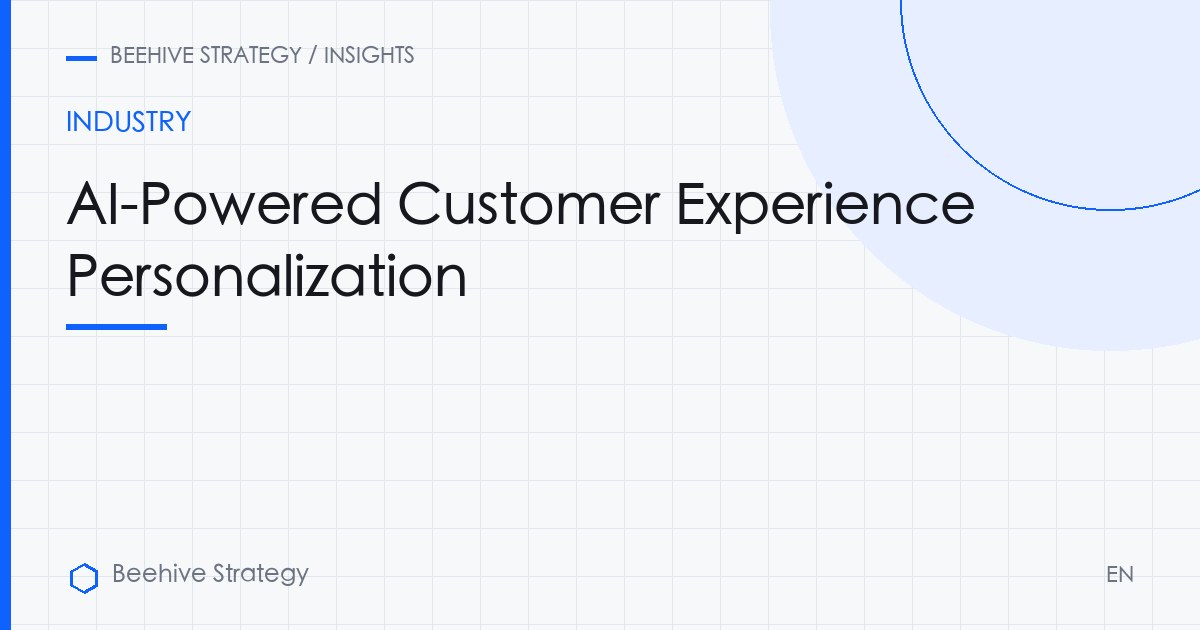 BEEHIVE STRATEGY / INSIGHTS
INDUSTRY
AI-Powered Customer Experience
Personalization
Beehive Strategy
EN